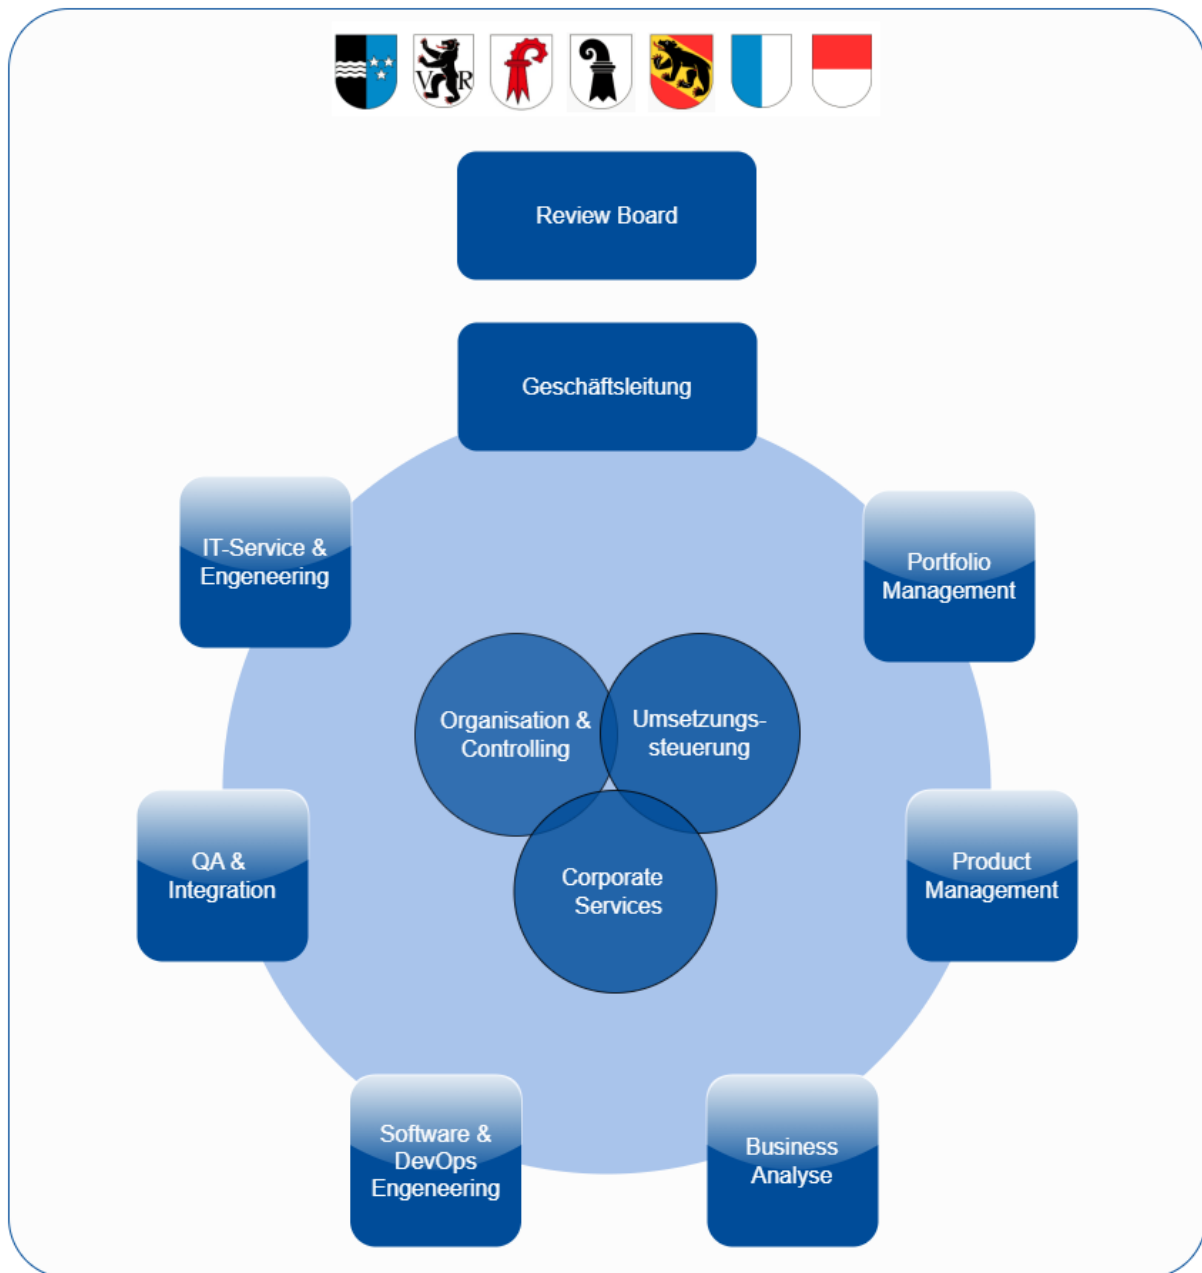 V R
Review Board
Geschäftsleitung
IT-Service &
Engeneering
Portfolio
Management
Organisation &
Controlling
Umsetzungs-
steuerung
QA &
Integration
Corporate
Services
Product
Management
Software &
DevOps
Engeneering
Business
Analyse